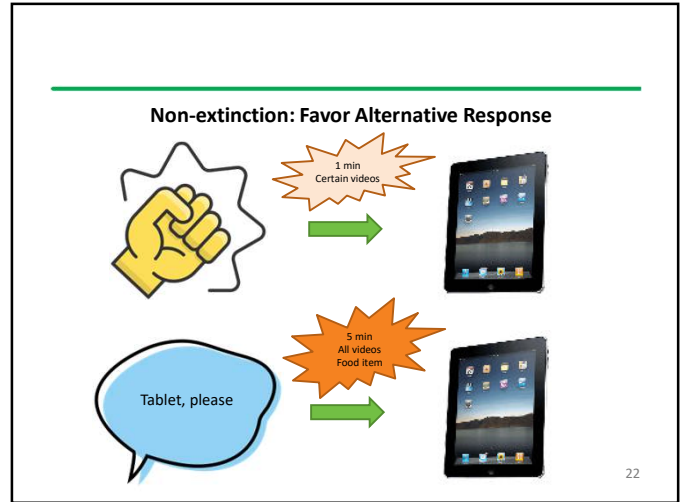 Non-extinction: Favor Alternative Response
1 min
Certain videos
5 min
All videos
Food item
Tablet, please
22